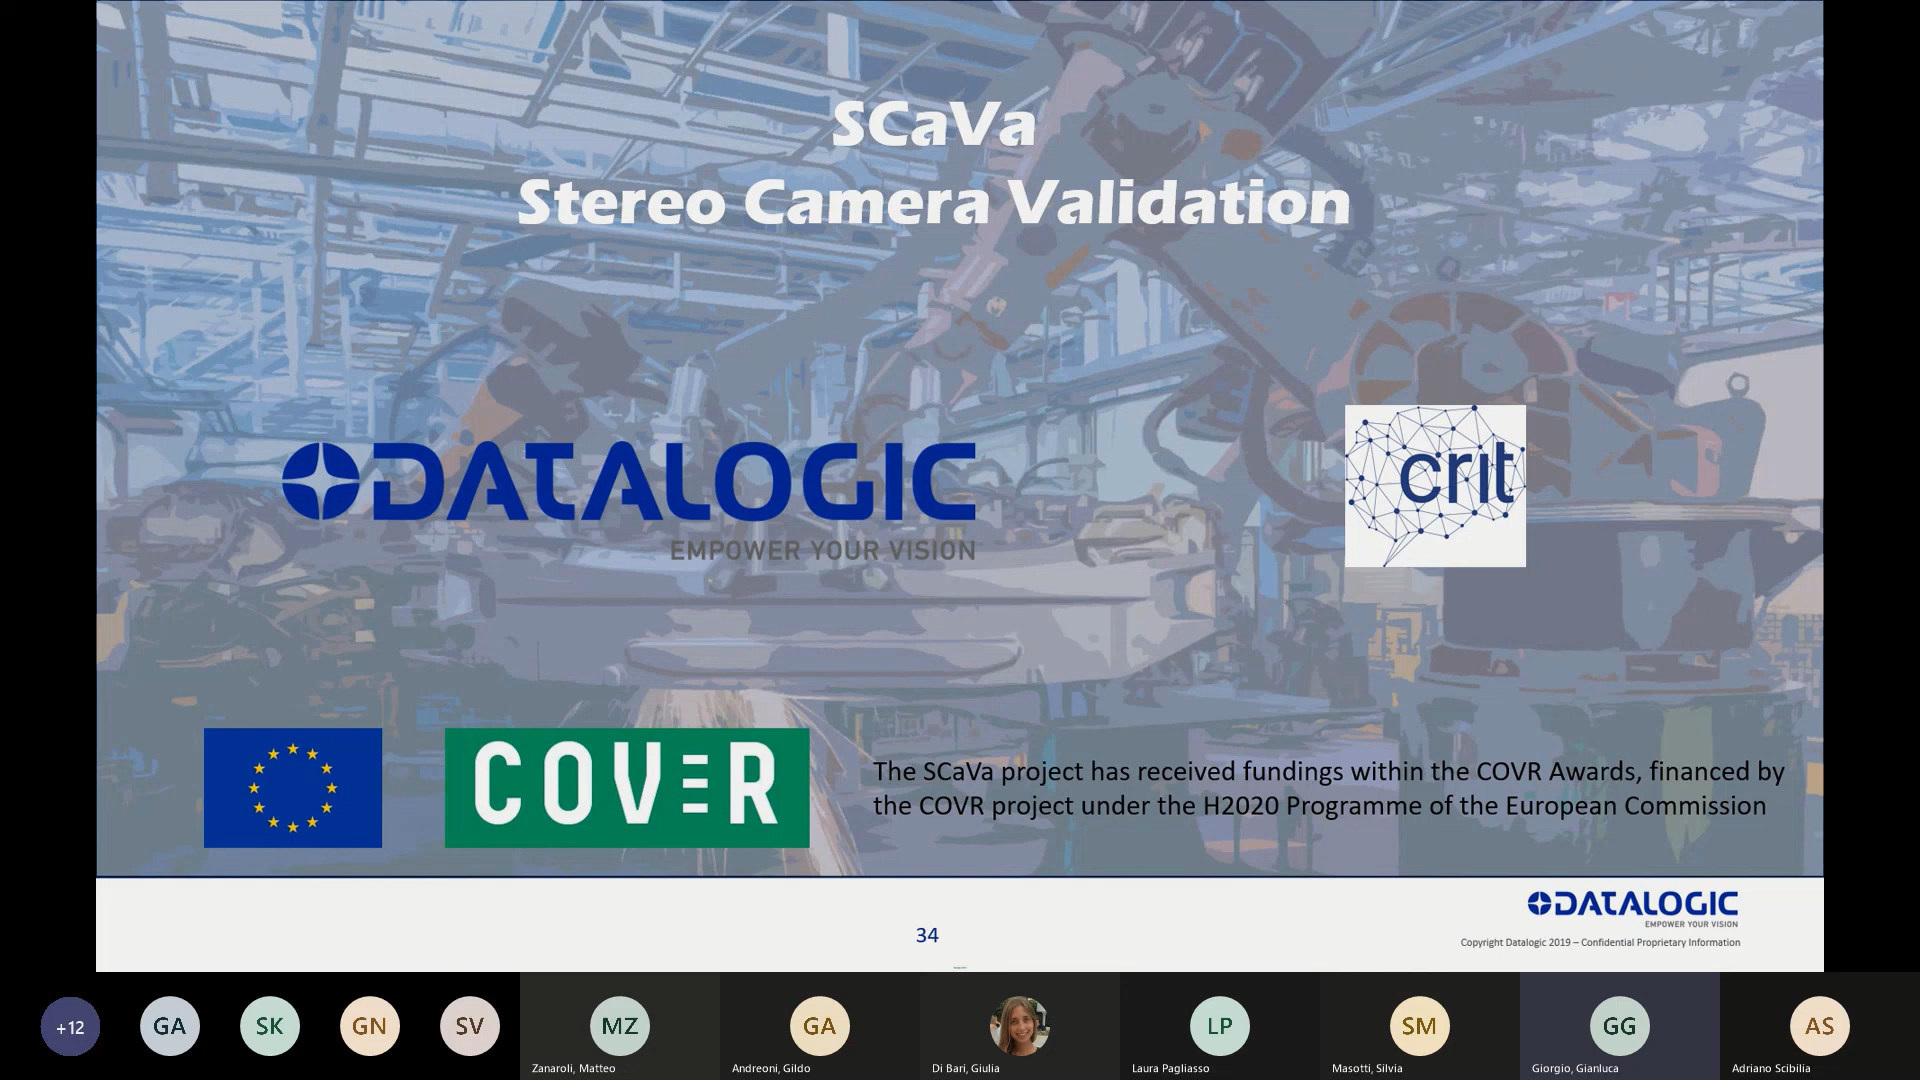 SCaVa
Stereo Camera Validation
DATALOGIC
EMPOWER YOUR VISION
crit
COVER
The SCaVa project has received fundings within the COVR Awards, financed by
the COVR project under the H2020 Programme of the European Commission
DATALOGIC
EMPOWER YOUR VISION
34
Copyright Datalogic 2019 – Confidential Proprietary Information
+12
GA
SK
GN
SV
MZ
GA
LP
SM
GG
AS
Zanaroli, Matteo
Andreoni, Gildo
Di Bari, Giulia
Laura Pagliasso
Masotti, Silvia
Giorgio, Gianluca
Adriano Scibilia